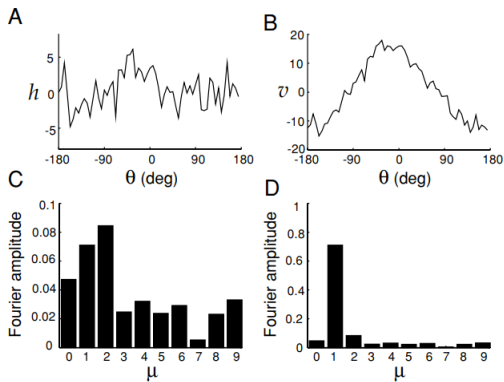 A
5
0
-5
h
-180
-90
0
90
180
θ (deg)
B
20
10
0
-10
-20
v
-180
-90
0
90
180
θ (deg)
C
0.1
0.08
0.06
0.04
0.02
0
Fourier amplitude
0 1 2 3 4 5 6 7 8 9
μ
D
1
0.8
0.6
0.4
0.2
0
Fourier amplitude
0 1 2 3 4 5 6 7 8 9
μ